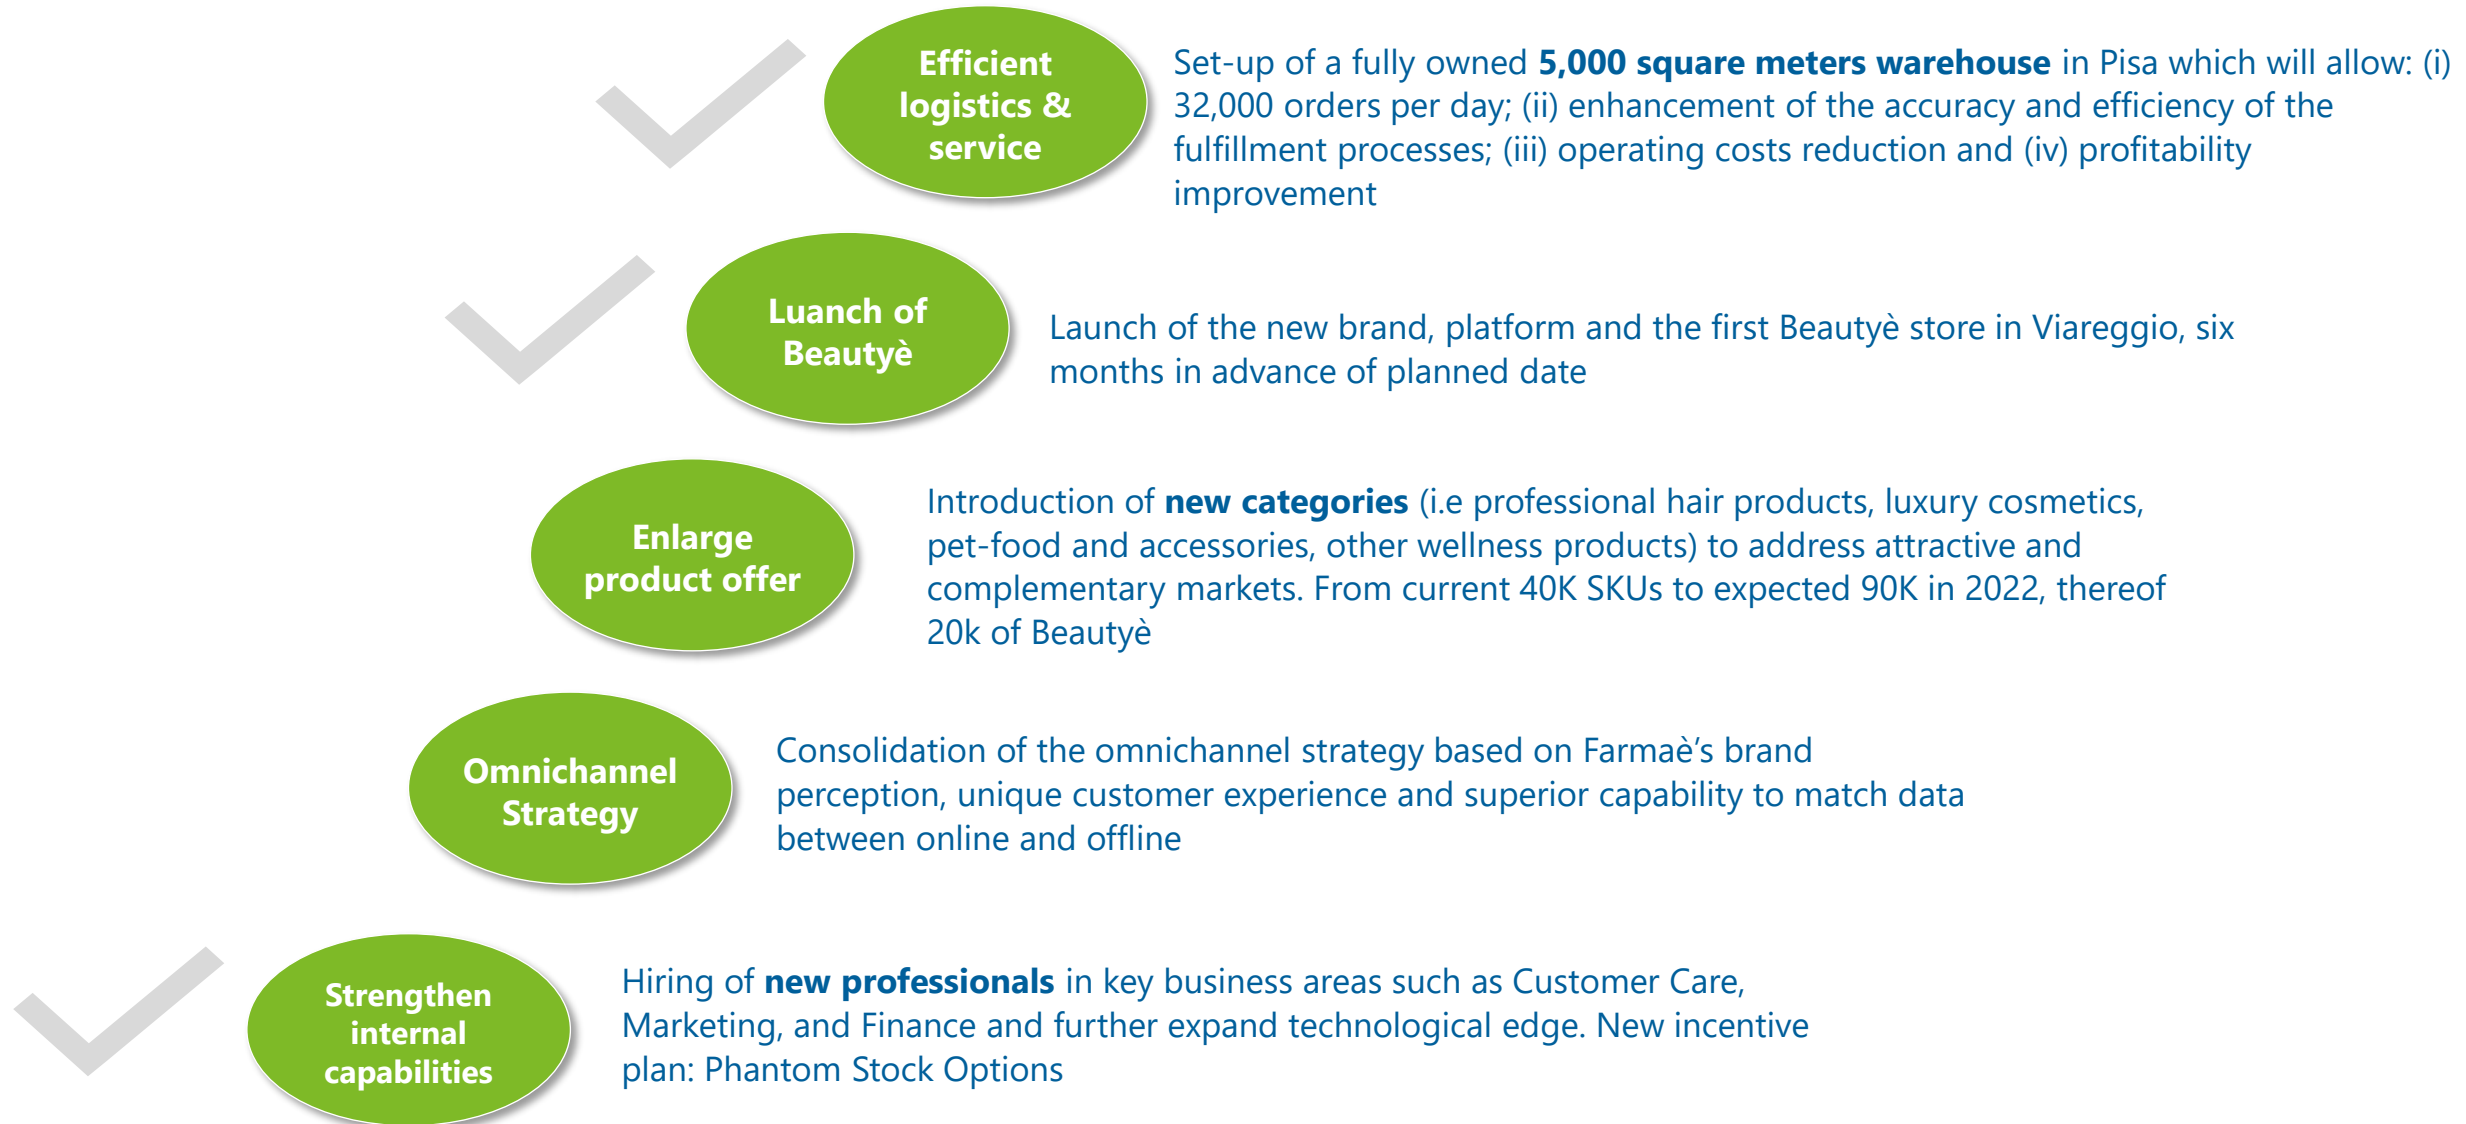 Efficient
logistics &
service
Set-up of a fully owned 5,000 square meters warehouse in Pisa which will allow: (i)
32,000 orders per day; (ii) enhancement of the accuracy and efficiency of the
fulfillment processes; (iii) operating costs reduction and (iv) profitability
improvement
Luanch of
Beautyè
Launch of the new brand, platform and the first Beautyè store in Viareggio, six
months in advance of planned date
Enlarge
product offer
Introduction of new categories (i.e professional hair products, luxury cosmetics,
pet-food and accessories, other wellness products) to address attractive and
complementary markets. From current 40K SKUs to expected 90K in 2022, thereof
20k of Beautyè
Omnichannel
Strategy
Consolidation of the omnichannel strategy based on Farmaè’s brand
perception, unique customer experience and superior capability to match data
between online and offline
Strengthen
internal
capabilities
Hiring of new professionals in key business areas such as Customer Care,
Marketing, and Finance and further expand technological edge. New incentive
plan: Phantom Stock Options